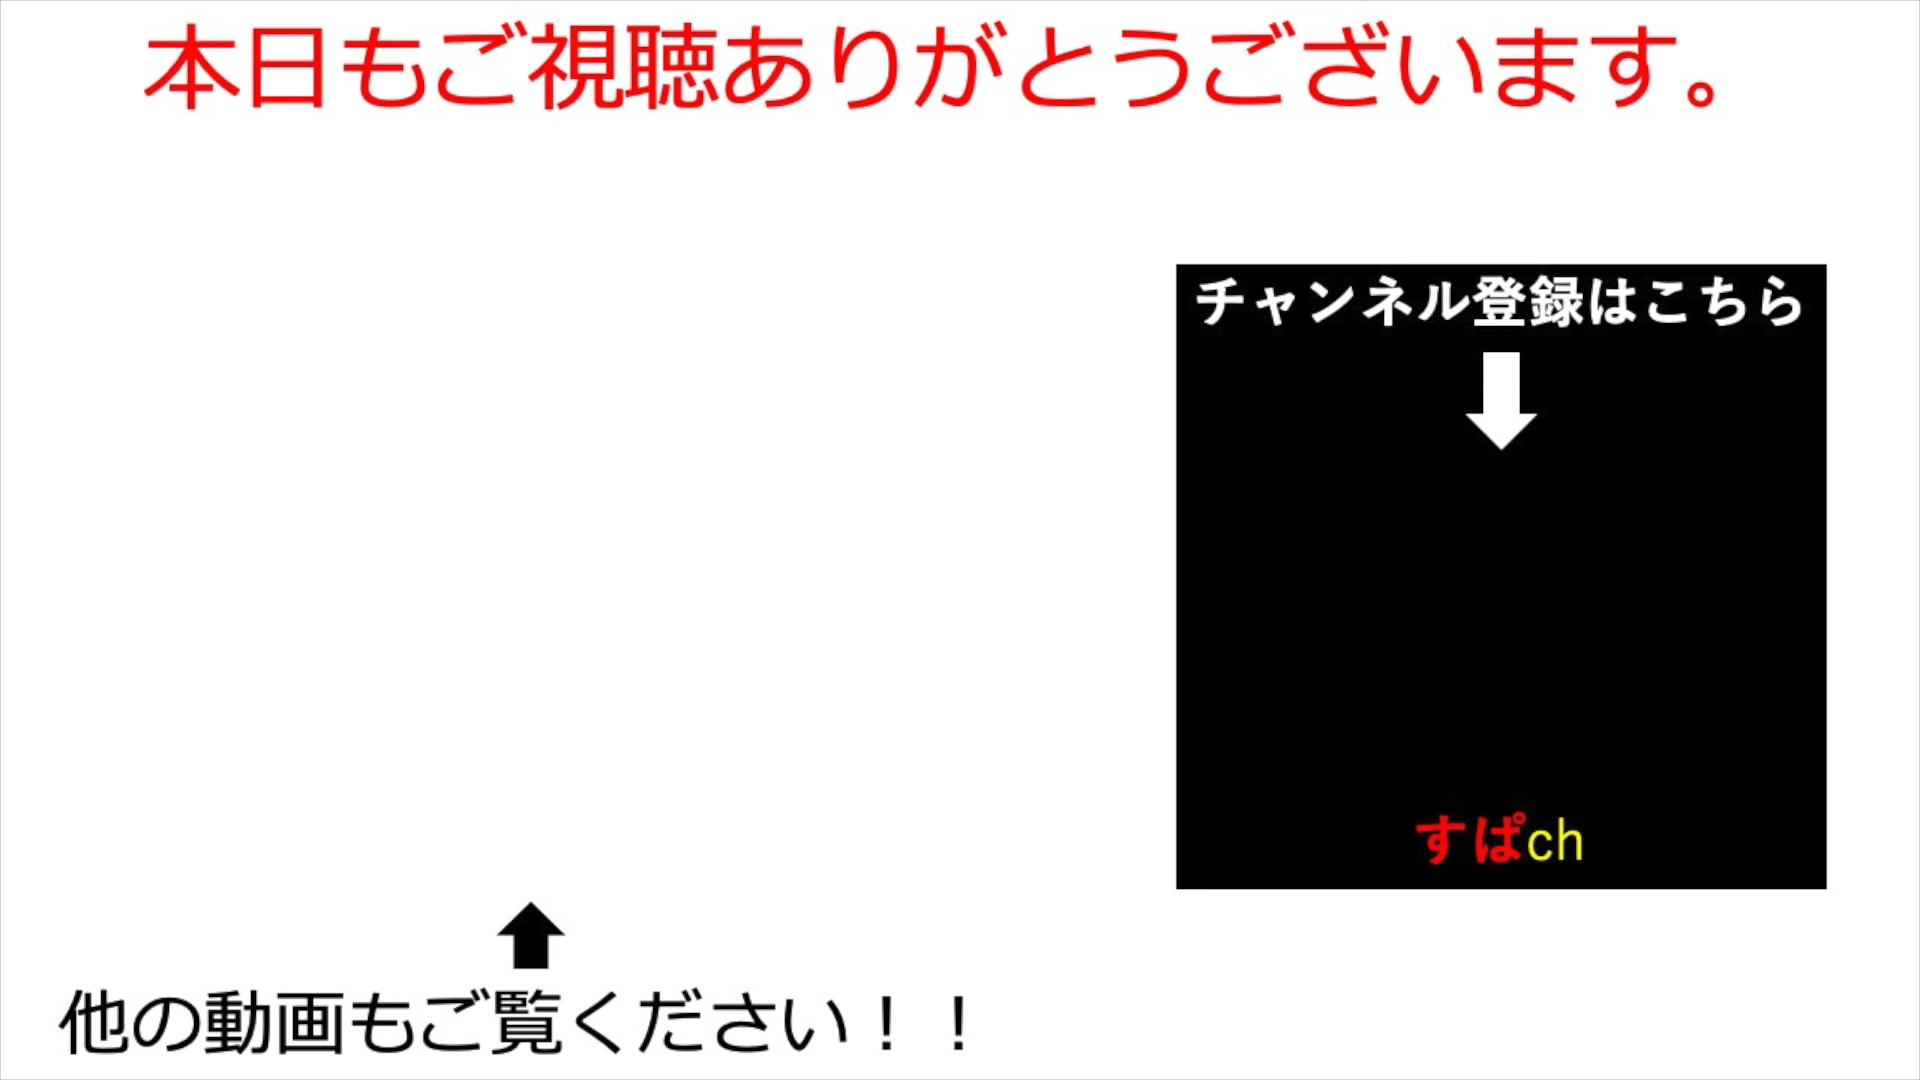 本日もご視聴ありがとうございます。
チャンネル登録はこちら
すぱch
他の動画もご覧ください！！